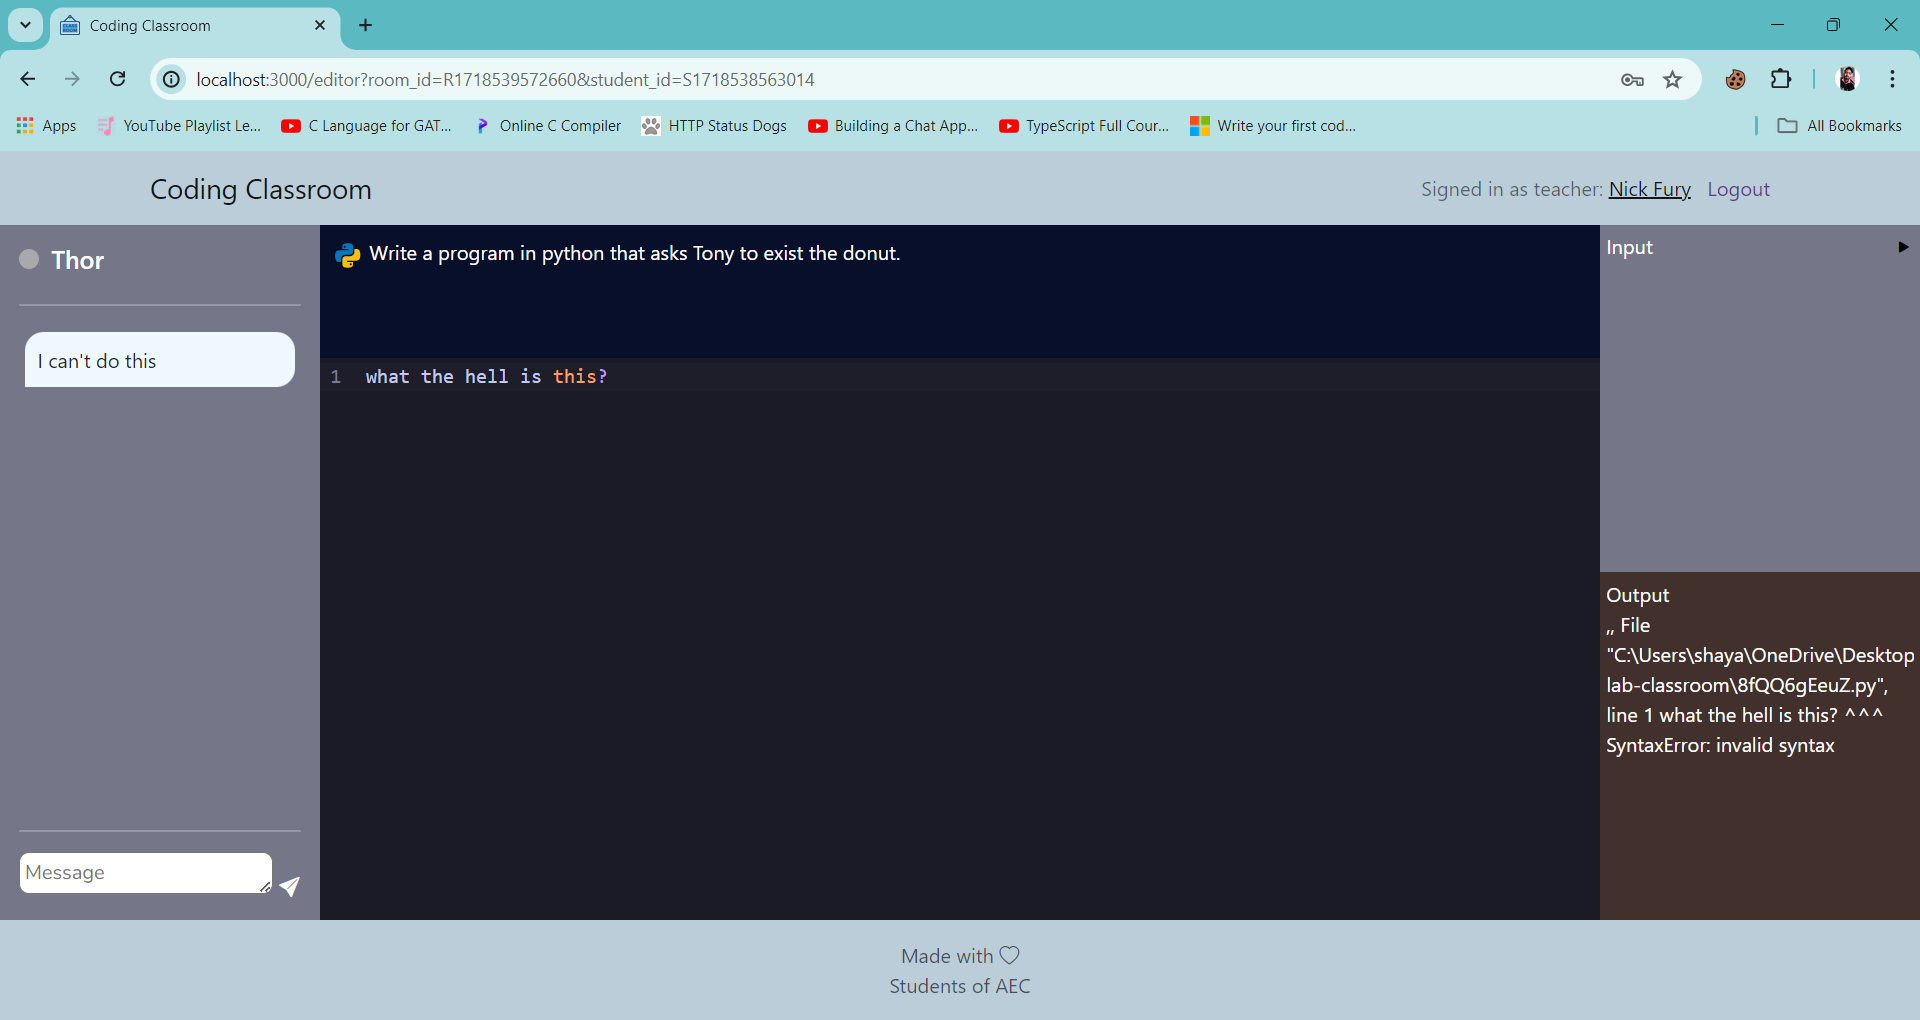 Coding Classroom
localhost:3000/editor?room_id=R1718539572660&student_id=S1718538563014
Apps YouTube Playlist Le... C Language for GAT... Online C Compiler HTTP Status Dogs Building a Chat App... TypeScript Full Cour... Write your first cod... All Bookmarks
Coding Classroom
Signed in as teacher: Nick Fury Logout
Thor
I can't do this
Message
Write a program in python that asks Tony to exist the donut.
1 what the hell is this?
Input
Output
,, File
"C:\Users\shaya\OneDrive\Desktop
lab-classroom\8fQQ6gEeuZ.py",
line 1 what the hell is this? ^^^
SyntaxError: invalid syntax
Made with ♡
Students of AEC